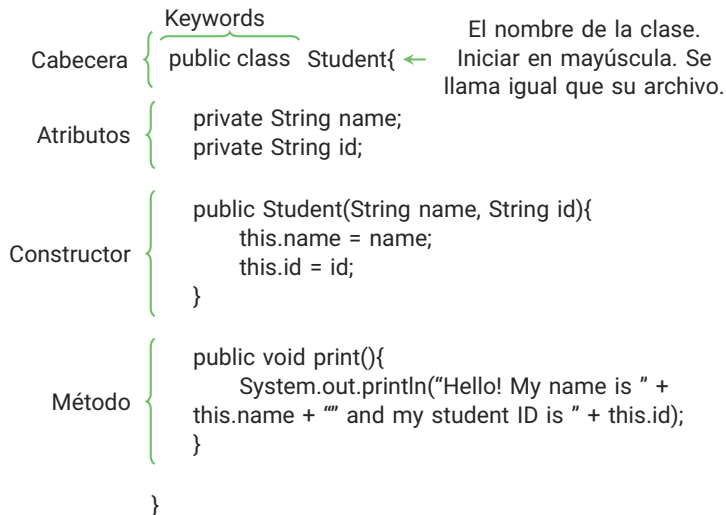 Keywords
Cabecera
public class Student{
El nombre de la clase.
Iniciar en mayúscula. Se
llama igual que su archivo.
Atributos
private String name;
private String id;
Constructor
public Student(String name, String id){
this.name = name;
this.id = id;
}
Método
public void print(){
System.out.println(“Hello! My name is ” +
this.name + “” and my student ID is ” + this.id);
}
}